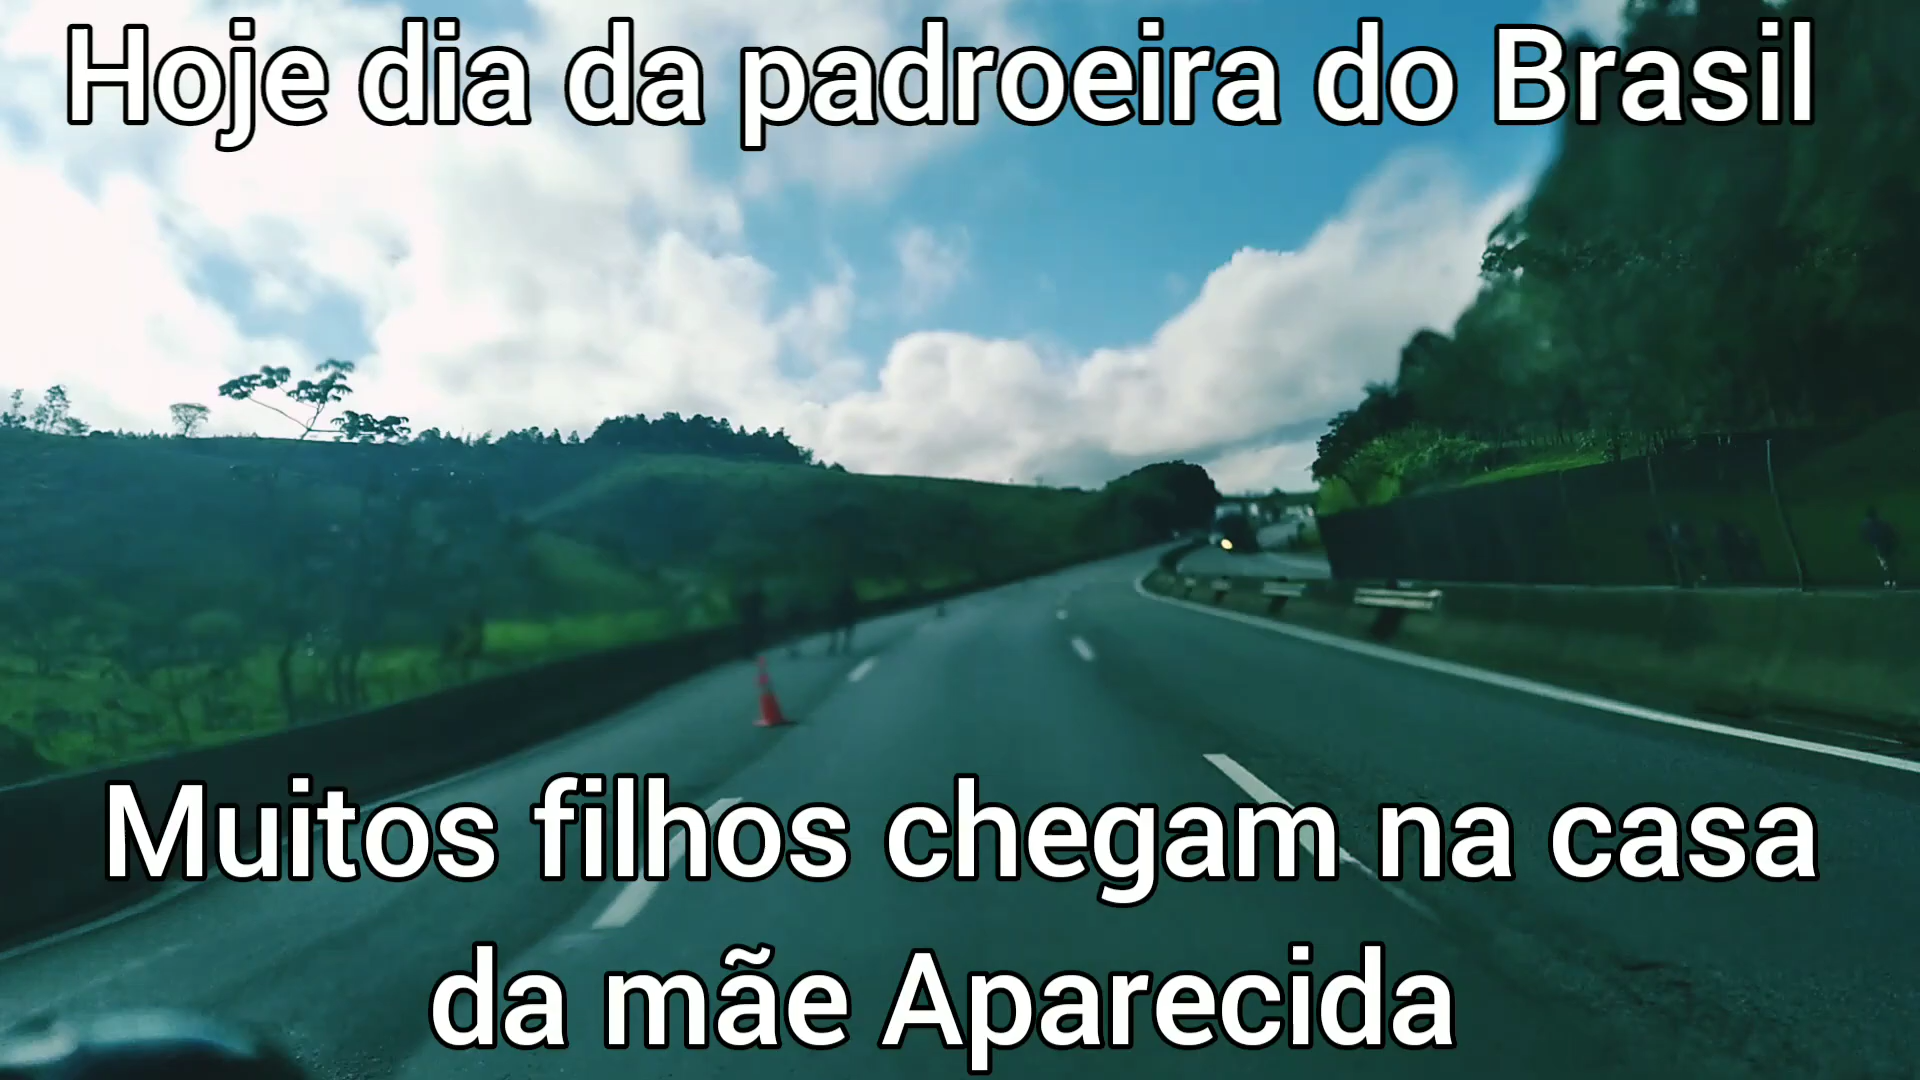 Hoje dia da padroeira do Brasil
Muitos filhos chegam na casa
da mãe Aparecida